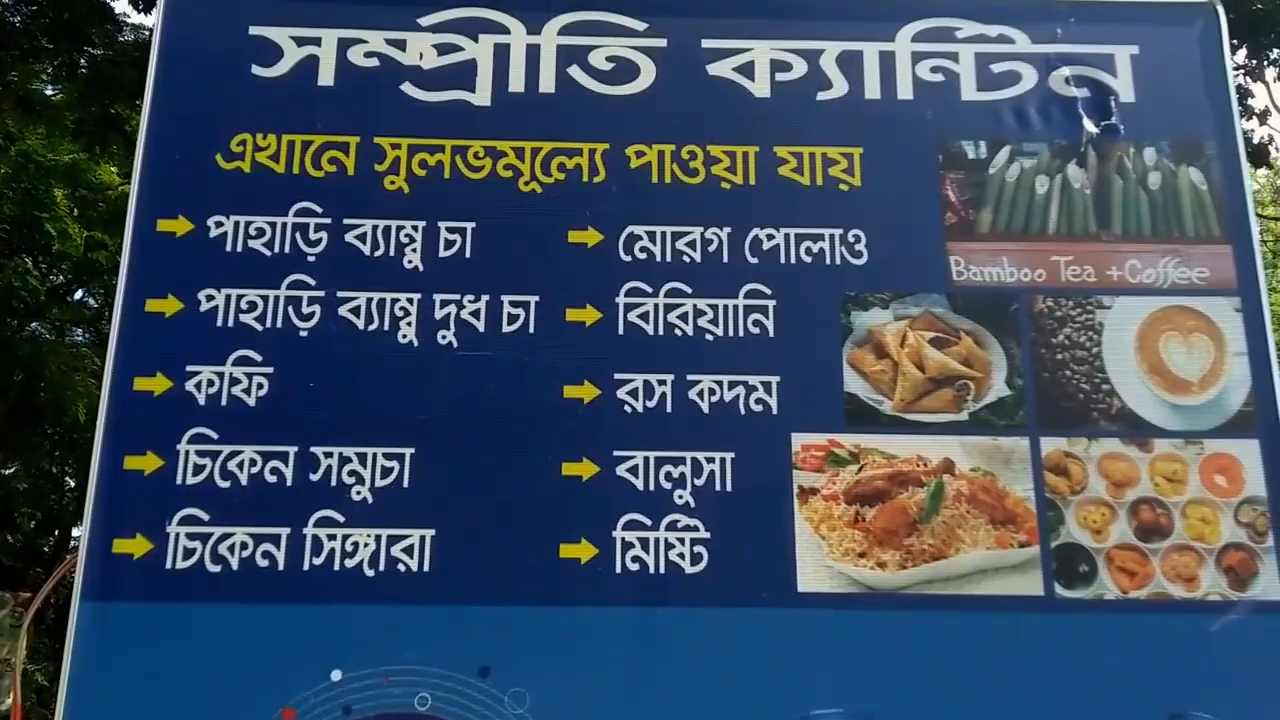 সম্প্রীতি ক্যান্টিন
এখানে সুলভমূল্যে পাওয়া যায়
পাহাড়ি ব্যাম্বু চা
পাহাড়ি ব্যাম্বু দুধ চা
কফি
চিকেন সমুচা
চিকেন সিঙ্গারা
মোরগ পোলাও
বিরিয়ানি
রস কদম
বালুসা
মিষ্টি
Bamboo Tea + Coffee